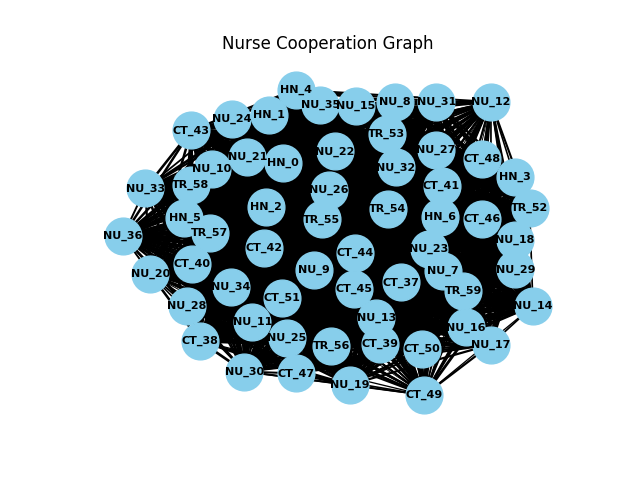 Nurse Cooperation Graph
HN_4
NU_35
NU_15
NU_8
NU_31
NU_12
HN_1
NU_24
CT_43
TR_53
NU_27
NU_22
NU_21
HN_0
CT_48
NU_32
NU_10
HN_3
TR_58
NU_33
CT_41
NU_26
HN_2
TR_54
TR_52
HN_5
TR_55
HN_6
CT_46
TR_57
NU_36
NU_18
CT_42
NU_23
CT_44
CT_40
NU_9
NU_7
NU_29
NU_20
CT_37
NU_34
CT_45
TR_59
CT_51
NU_28
NU_14
NU_13
NU_11
NU_16
NU_25
CT_38
TR_56
CT_39
NU_17
CT_50
NU_30
CT_47
NU_19
CT_49